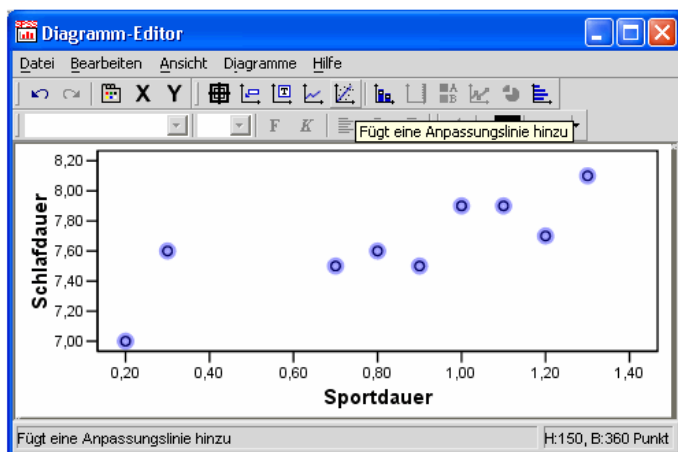 Diagramm-Editor
Datei Bearbeiten Ansicht Diagramme Hilfe
X Y
F K
Fügt eine Anpassungslinie hinzu
8,20
8,00
7,80
7,60
7,40
7,20
7,00
Schlafdauer
0,20 0,40 0,60 0,80 1,00 1,20 1,40
Sportdauer
Fügt eine Anpassungslinie hinzu H:150, B:360 Punkt